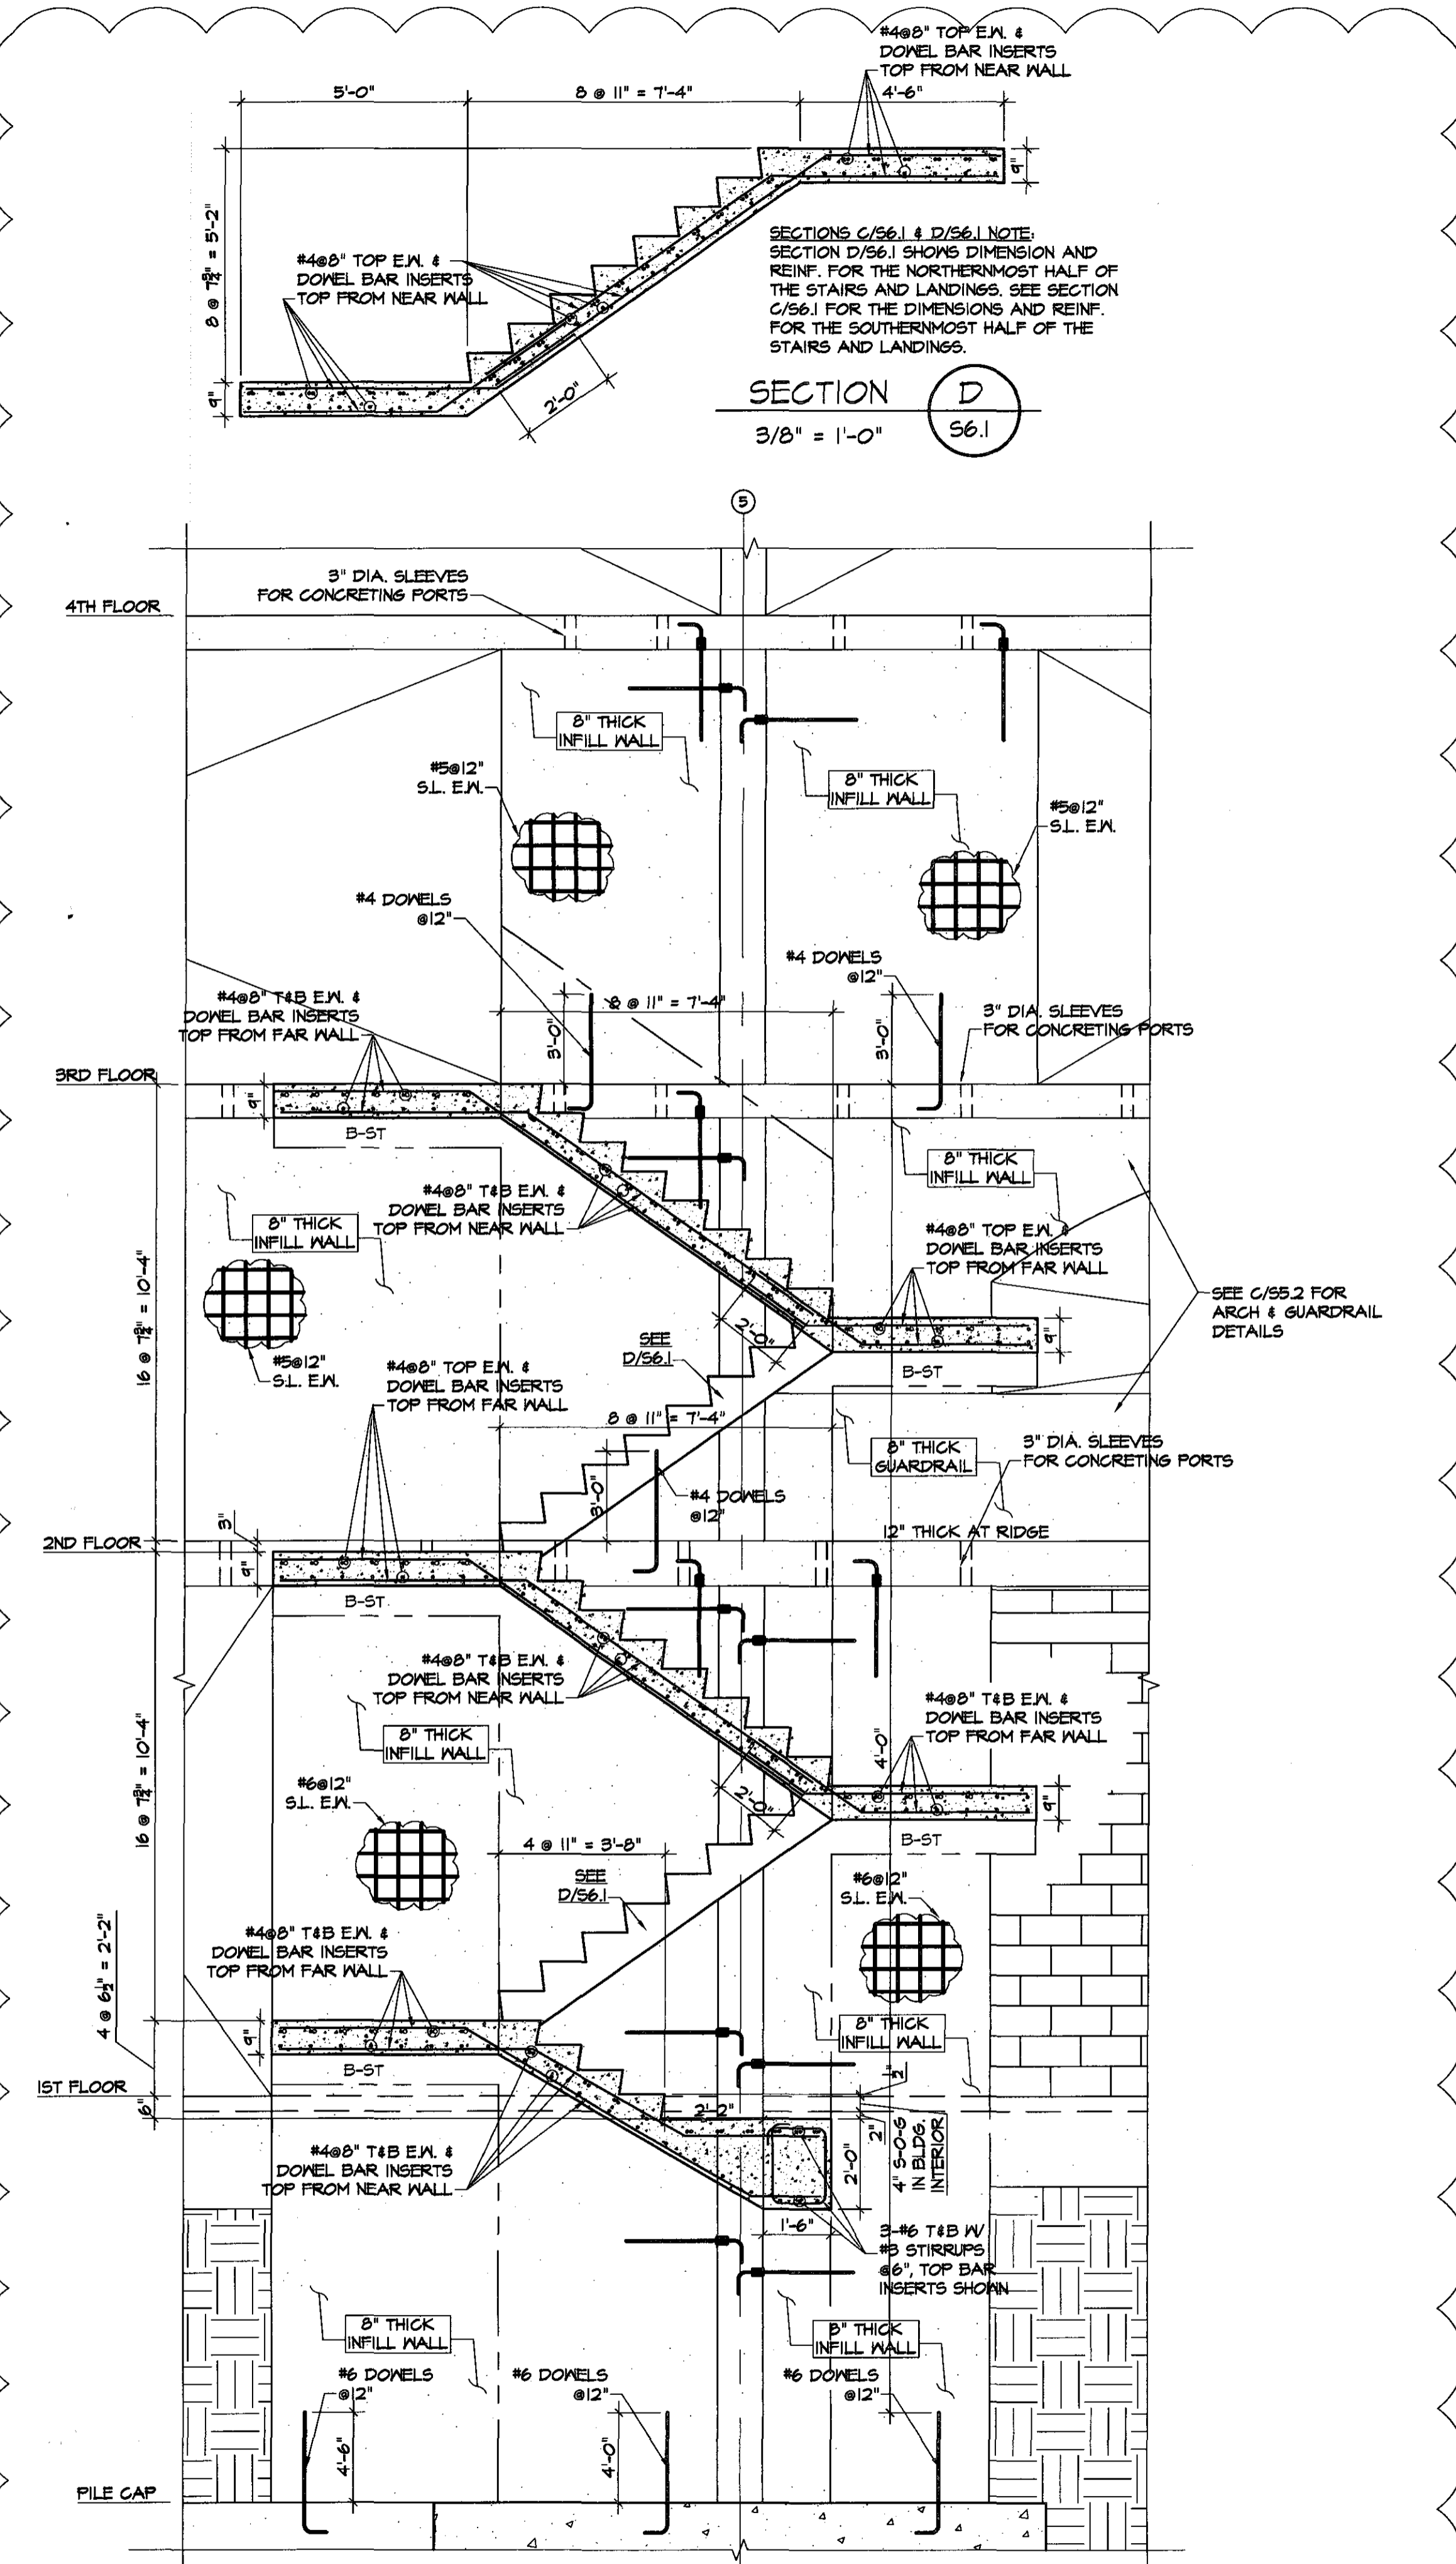 #4@8" TOP E.W. &
DOWEL BAR INSERTS
TOP FROM NEAR WALL
5'-0"
8 @ 11" = 7'-4"
4'-6"
9"
8 @ 7¾" = 5'-2"
#4@8" TOP E.W. &
DOWEL BAR INSERTS
TOP FROM NEAR WALL
9"
2'-0"
SECTIONS C/S6.1 & D/S6.1 NOTE:
SECTION D/S6.1 SHOWS DIMENSION AND
REINF. FOR THE NORTHERNMOST HALF OF
THE STAIRS AND LANDINGS. SEE SECTION
C/S6.1 FOR THE DIMENSIONS AND REINF.
FOR THE SOUTHERNMOST HALF OF THE
STAIRS AND LANDINGS.
SECTION
D
3/8" = 1'-0"
S6.1
5
3" DIA. SLEEVES
FOR CONCRETING PORTS
4TH FLOOR
8" THICK
INFILL WALL
#5@12"
S.L. E.W.
8" THICK
INFILL WALL
#5@12"
S.L. E.W.
#4 DOWELS
@12"
#4 DOWELS
@12"
#4@8" T&B E.W. &
DOWEL BAR INSERTS
TOP FROM FAR WALL
8 @ 11" = 7'-4"
3'-0"
3'-0"
3" DIA. SLEEVES
FOR CONCRETING PORTS
3RD FLOOR
9"
B-ST
8" THICK
INFILL WALL
#4@8" T&B E.W. &
DOWEL BAR INSERTS
TOP FROM NEAR WALL
8" THICK
INFILL WALL
#4@8" TOP E.W. &
DOWEL BAR INSERTS
TOP FROM FAR WALL
SEE C/S5.2 FOR
ARCH & GUARDRAIL
DETAILS
16 @ 7¾" = 10'-4"
#5@12"
S.L. E.W.
2'-0"
9"
B-ST
SEE
D/S6.1
#4@8" TOP E.W. &
DOWEL BAR INSERTS
TOP FROM FAR WALL
8 @ 11" = 7'-4"
8" THICK
GUARDRAIL
3" DIA. SLEEVES
FOR CONCRETING PORTS
3'-0"
#4 DOWELS
@12"
3"
12" THICK AT RIDGE
2ND FLOOR
9"
B-ST
#4@8" T&B E.W. &
DOWEL BAR INSERTS
TOP FROM NEAR WALL
#4@8" T&B E.W. &
DOWEL BAR INSERTS
TOP FROM FAR WALL
8" THICK
INFILL WALL
4'-0"
16 @ 7¾" = 10'-4"
#6@12"
S.L. E.W.
2'-0"
9"
B-ST
4 @ 11" = 3'-8"
SEE
D/S6.1
#6@12"
S.L. E.W.
4 @ 6½" = 2'-2"
#4@8" T&B E.W. &
DOWEL BAR INSERTS
TOP FROM FAR WALL
8" THICK
INFILL WALL
9"
B-ST
½"
1ST FLOOR
6"
2'-2"
2"
2'-0"
4" S-O-G
IN BLDG.
INTERIOR
#4@8" T&B E.W. &
DOWEL BAR INSERTS
TOP FROM NEAR WALL
1'-6"
3-#6 T&B W/
#3 STIRRUPS
@6", TOP BAR
INSERTS SHOWN
8" THICK
INFILL WALL
8" THICK
INFILL WALL
#6 DOWELS
@12"
#6 DOWELS
@12"
#6 DOWELS
@12"
4'-6"
4'-0"
PILE CAP